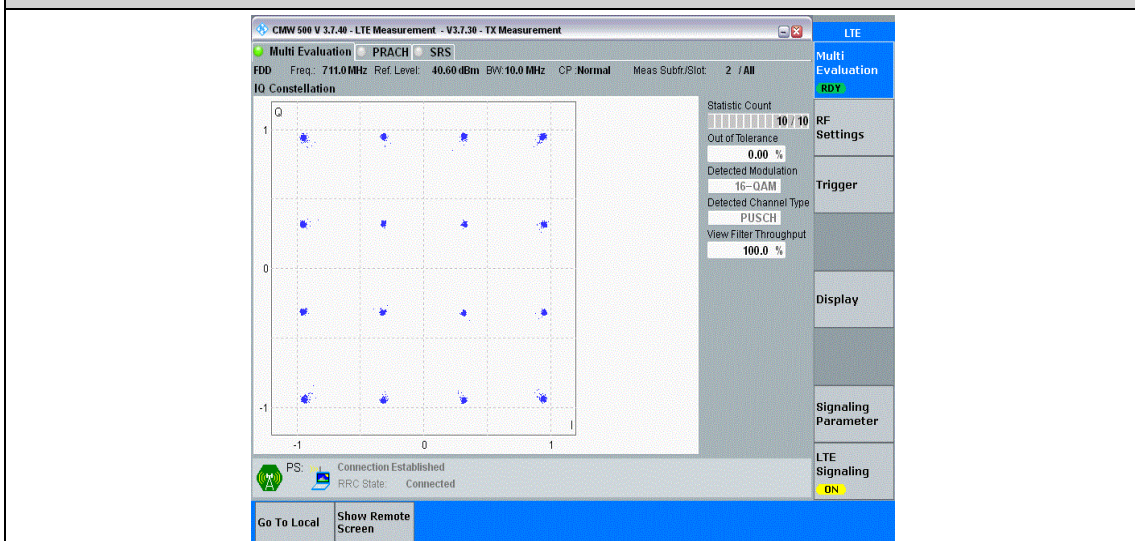 CMW 500 V 3.7.40 - LTE Measurement - V3.7.30 - TX Measurement
LTE
Multi Evaluation PRACH SRS
Multi
Evaluation
RDY
FDD Freq.: 711.0 MHz Ref. Level: 40.60 dBm BW: 10.0 MHz CP : Normal Meas Subfr./Slot: 2 / All
IQ Constellation
Q
1
0
-1
I
-1 0 1
Statistic Count
10 / 10
Out of Tolerance
0.00 %
Detected Modulation
16-QAM
Detected Channel Type
PUSCH
View Filter Throughput
100.0 %
RF
Settings
Trigger
Display
Signaling
Parameter
LTE
Signaling
ON
PS: Connection Established
RRC State: Connected
Go To Local
Show Remote
Screen